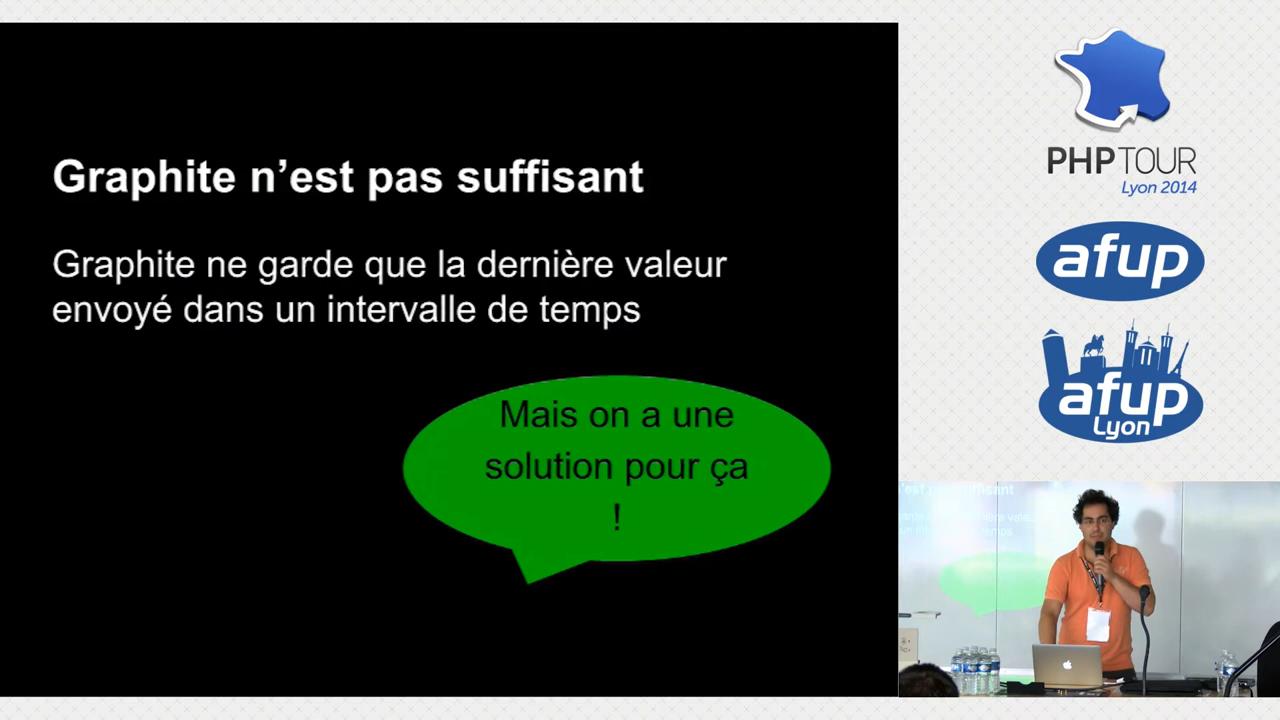 Graphite n’est pas suffisant
Graphite ne garde que la dernière valeur
envoyé dans un intervalle de temps
Mais on a une
solution pour ça
!
PHPTOUR
Lyon 2014
afup
afup
Lyon